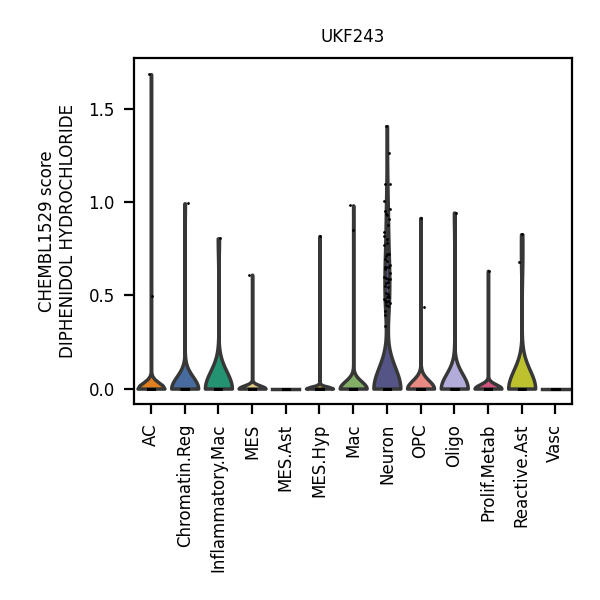 UKF243
CHEMBL1529 score
DIPHENIDOL HYDROCHLORIDE
1.5
1.0
0.5
0.0
AC
Chromatin.Reg
Inflammatory.Mac
MES
MES.Ast
MES.Hyp
Mac
Neuron
OPC
Oligo
Prolif.Metab
Reactive.Ast
Vasc